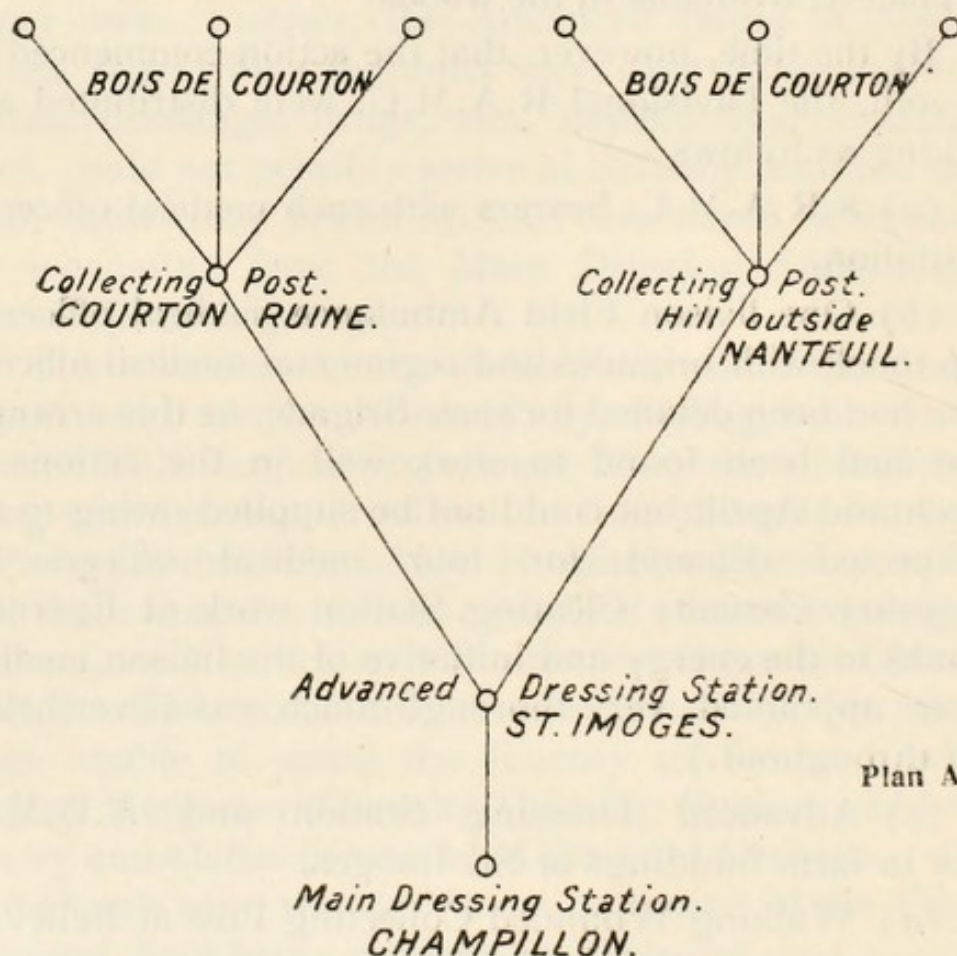 BOIS DE COURTON
BOIS DE COURTON
Collecting Post.
COURTON RUINE.
Collecting Post.
Hill outside
NANTEUIL.
Advanced Dressing Station.
ST. IMOGES.
Plan A
Main Dressing Station.
CHAMPILLON.